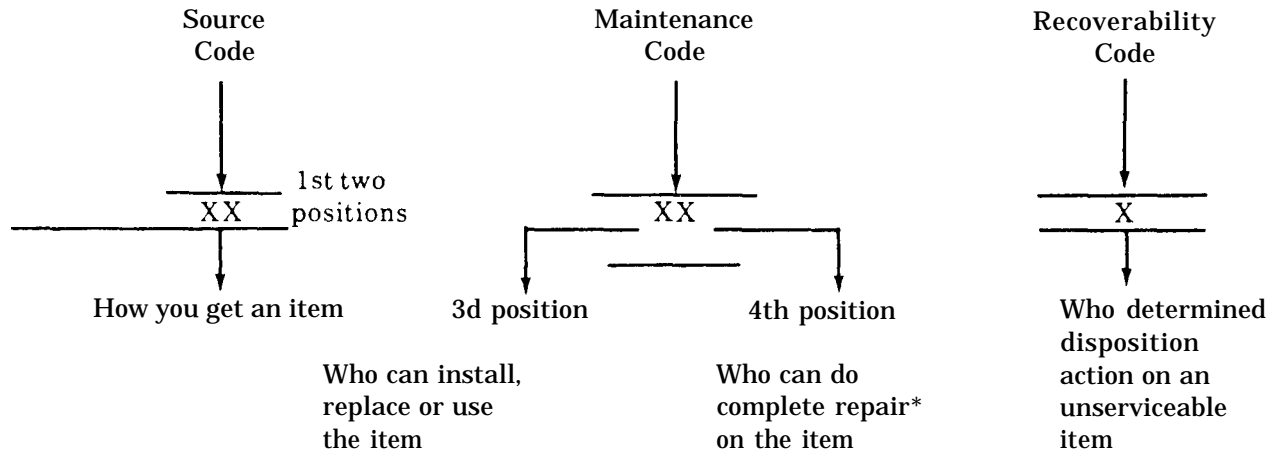 Source
Code
Maintenance
Code
Recoverability
Code
1st two
positions
XX
XX
X
How you get an item
3d position
4th position
Who can install,
replace or use
the item
Who can do
complete repair*
on the item
Who determined
disposition
action on an
unserviceable
item